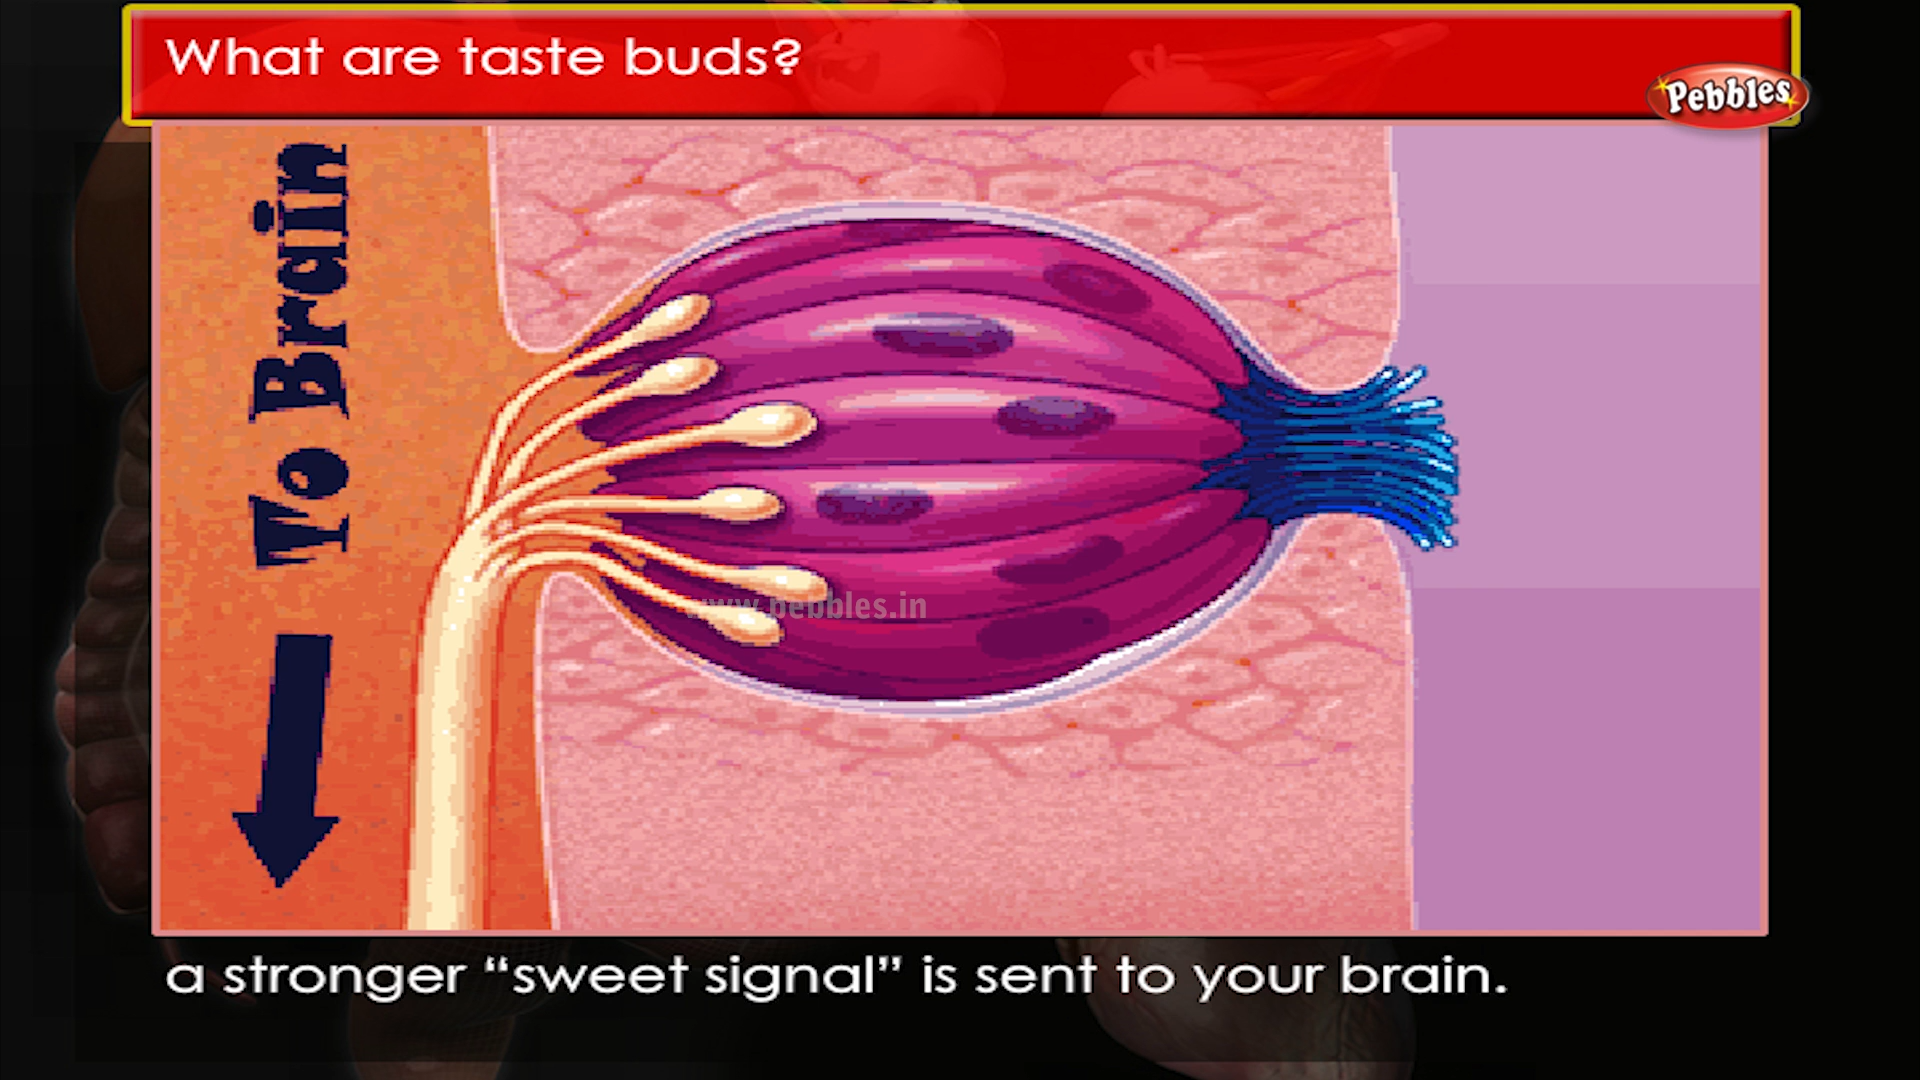 What are taste buds?
Pebbles
To Brain
www.pebbles.in
a stronger “sweet signal” is sent to your brain.